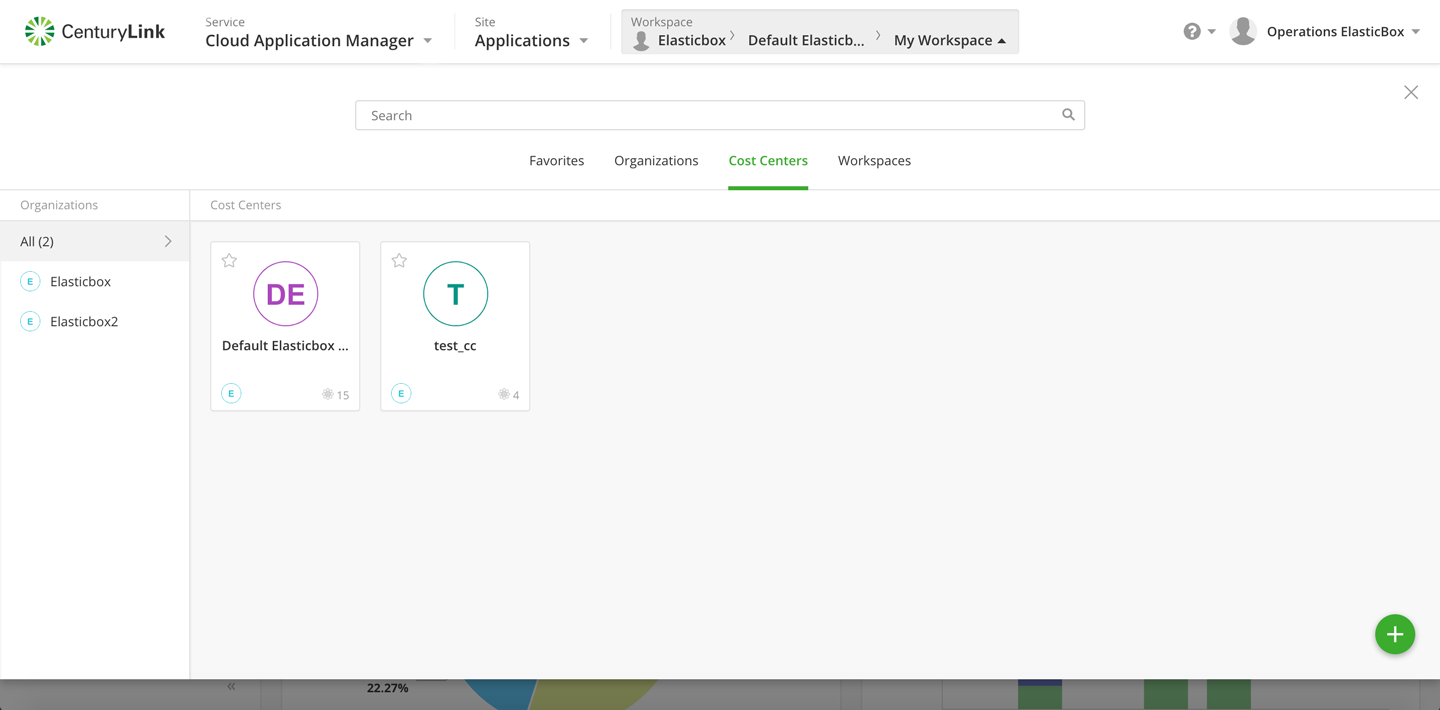 CenturyLink
Service
Cloud Application Manager
Site
Applications
Workspace
Elasticbox
Default Elasticb...
My Workspace
?
Operations ElasticBox
Search
Favorites
Organizations
Cost Centers
Workspaces
Organizations
Cost Centers
All (2)
E Elasticbox
E Elasticbox2
DE
Default Elasticbox ...
E
15
T
test_cc
E
4
+
«
22.27%